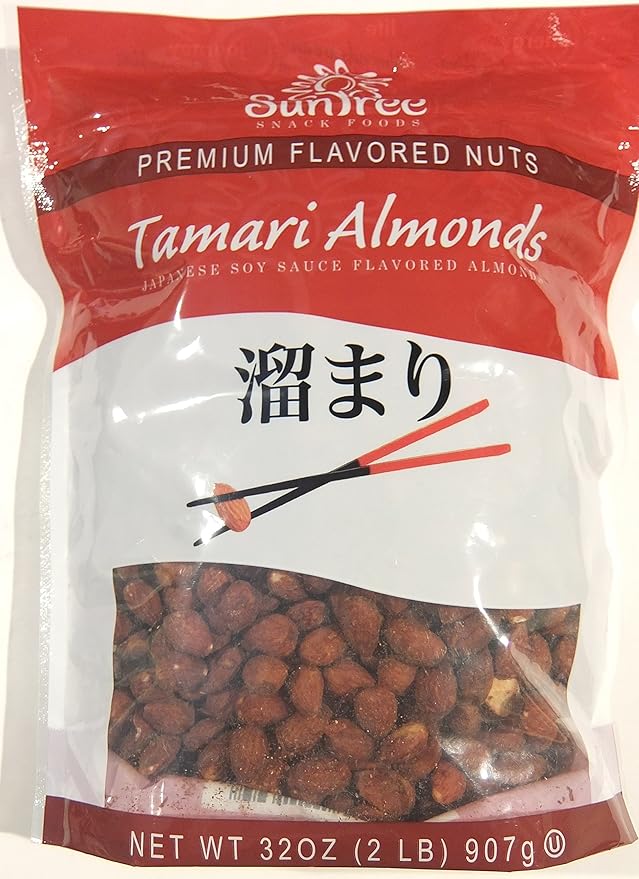 SunTree
SNACK FOODS
PREMIUM FLAVORED NUTS
Tamari Almonds
JAPANESE SOY SAUCE FLAVORED ALMONDS
溜まり
NET WT 32OZ (2 LB) 907g U